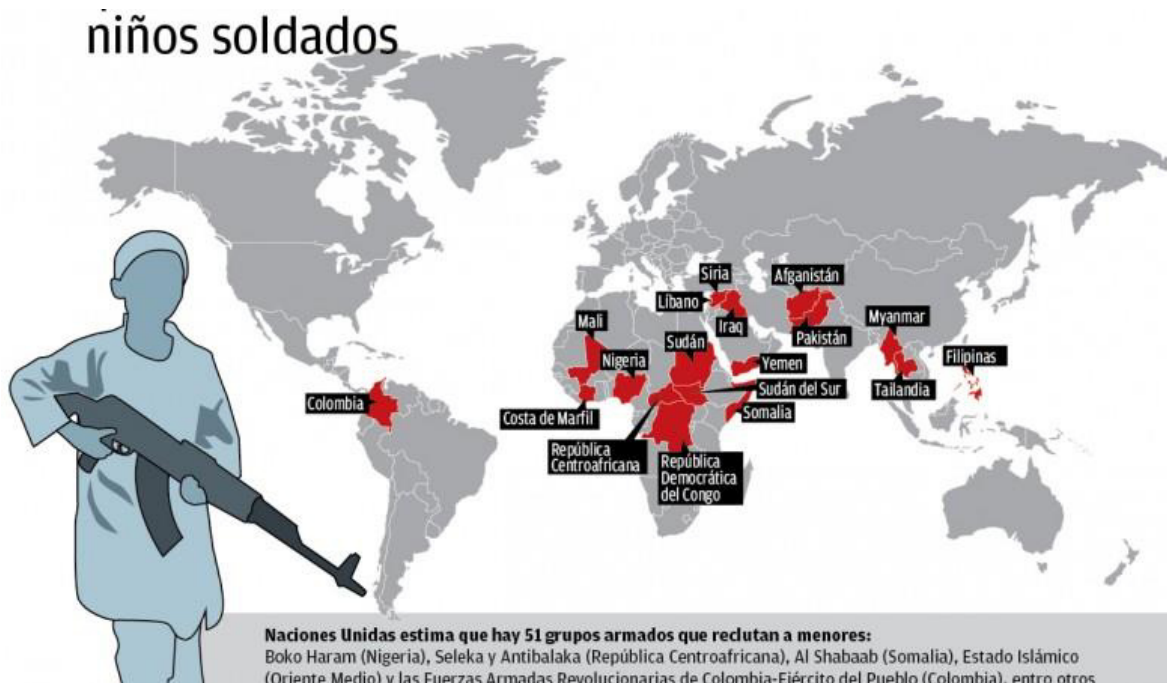 niños soldados
Siria
Afganistán
Líbano
Iraq
Pakistán
Myanmar
Mali
Sudán
Nigeria
Yemen
Filipinas
Colombia
Costa de Marfil
Sudán del Sur
Tailandia
Somalia
República
Centroafricana
República
Democrática
del Congo
Naciones Unidas estima que hay 51 grupos armados que reclutan a menores:
Boko Haram (Nigeria), Seleka y Antibalaka (República Centroafricana), Al Shabaab (Somalia), Estado Islámico
(Oriente Medio) y las Fuerzas Armadas Revolucionarias de Colombia-Ejército del Pueblo (Colombia), entro otros